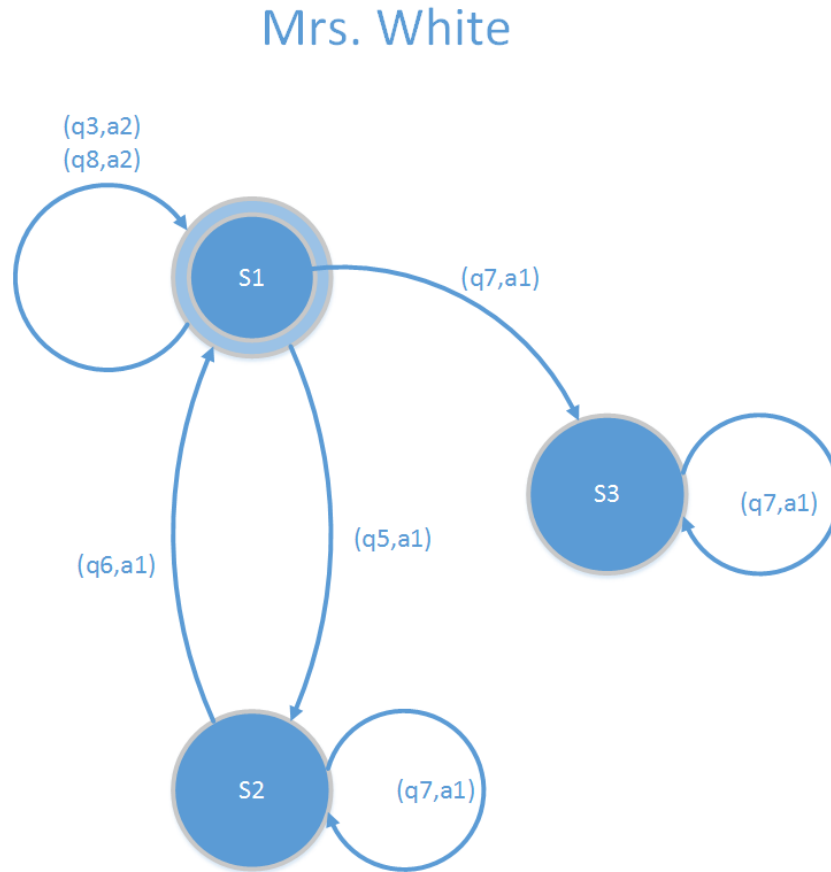 Mrs. White
(q3,a2)
(q8,a2)
S1
(q7,a1)
S3
(q7,a1)
(q6,a1)
(q5,a1)
S2
(q7,a1)